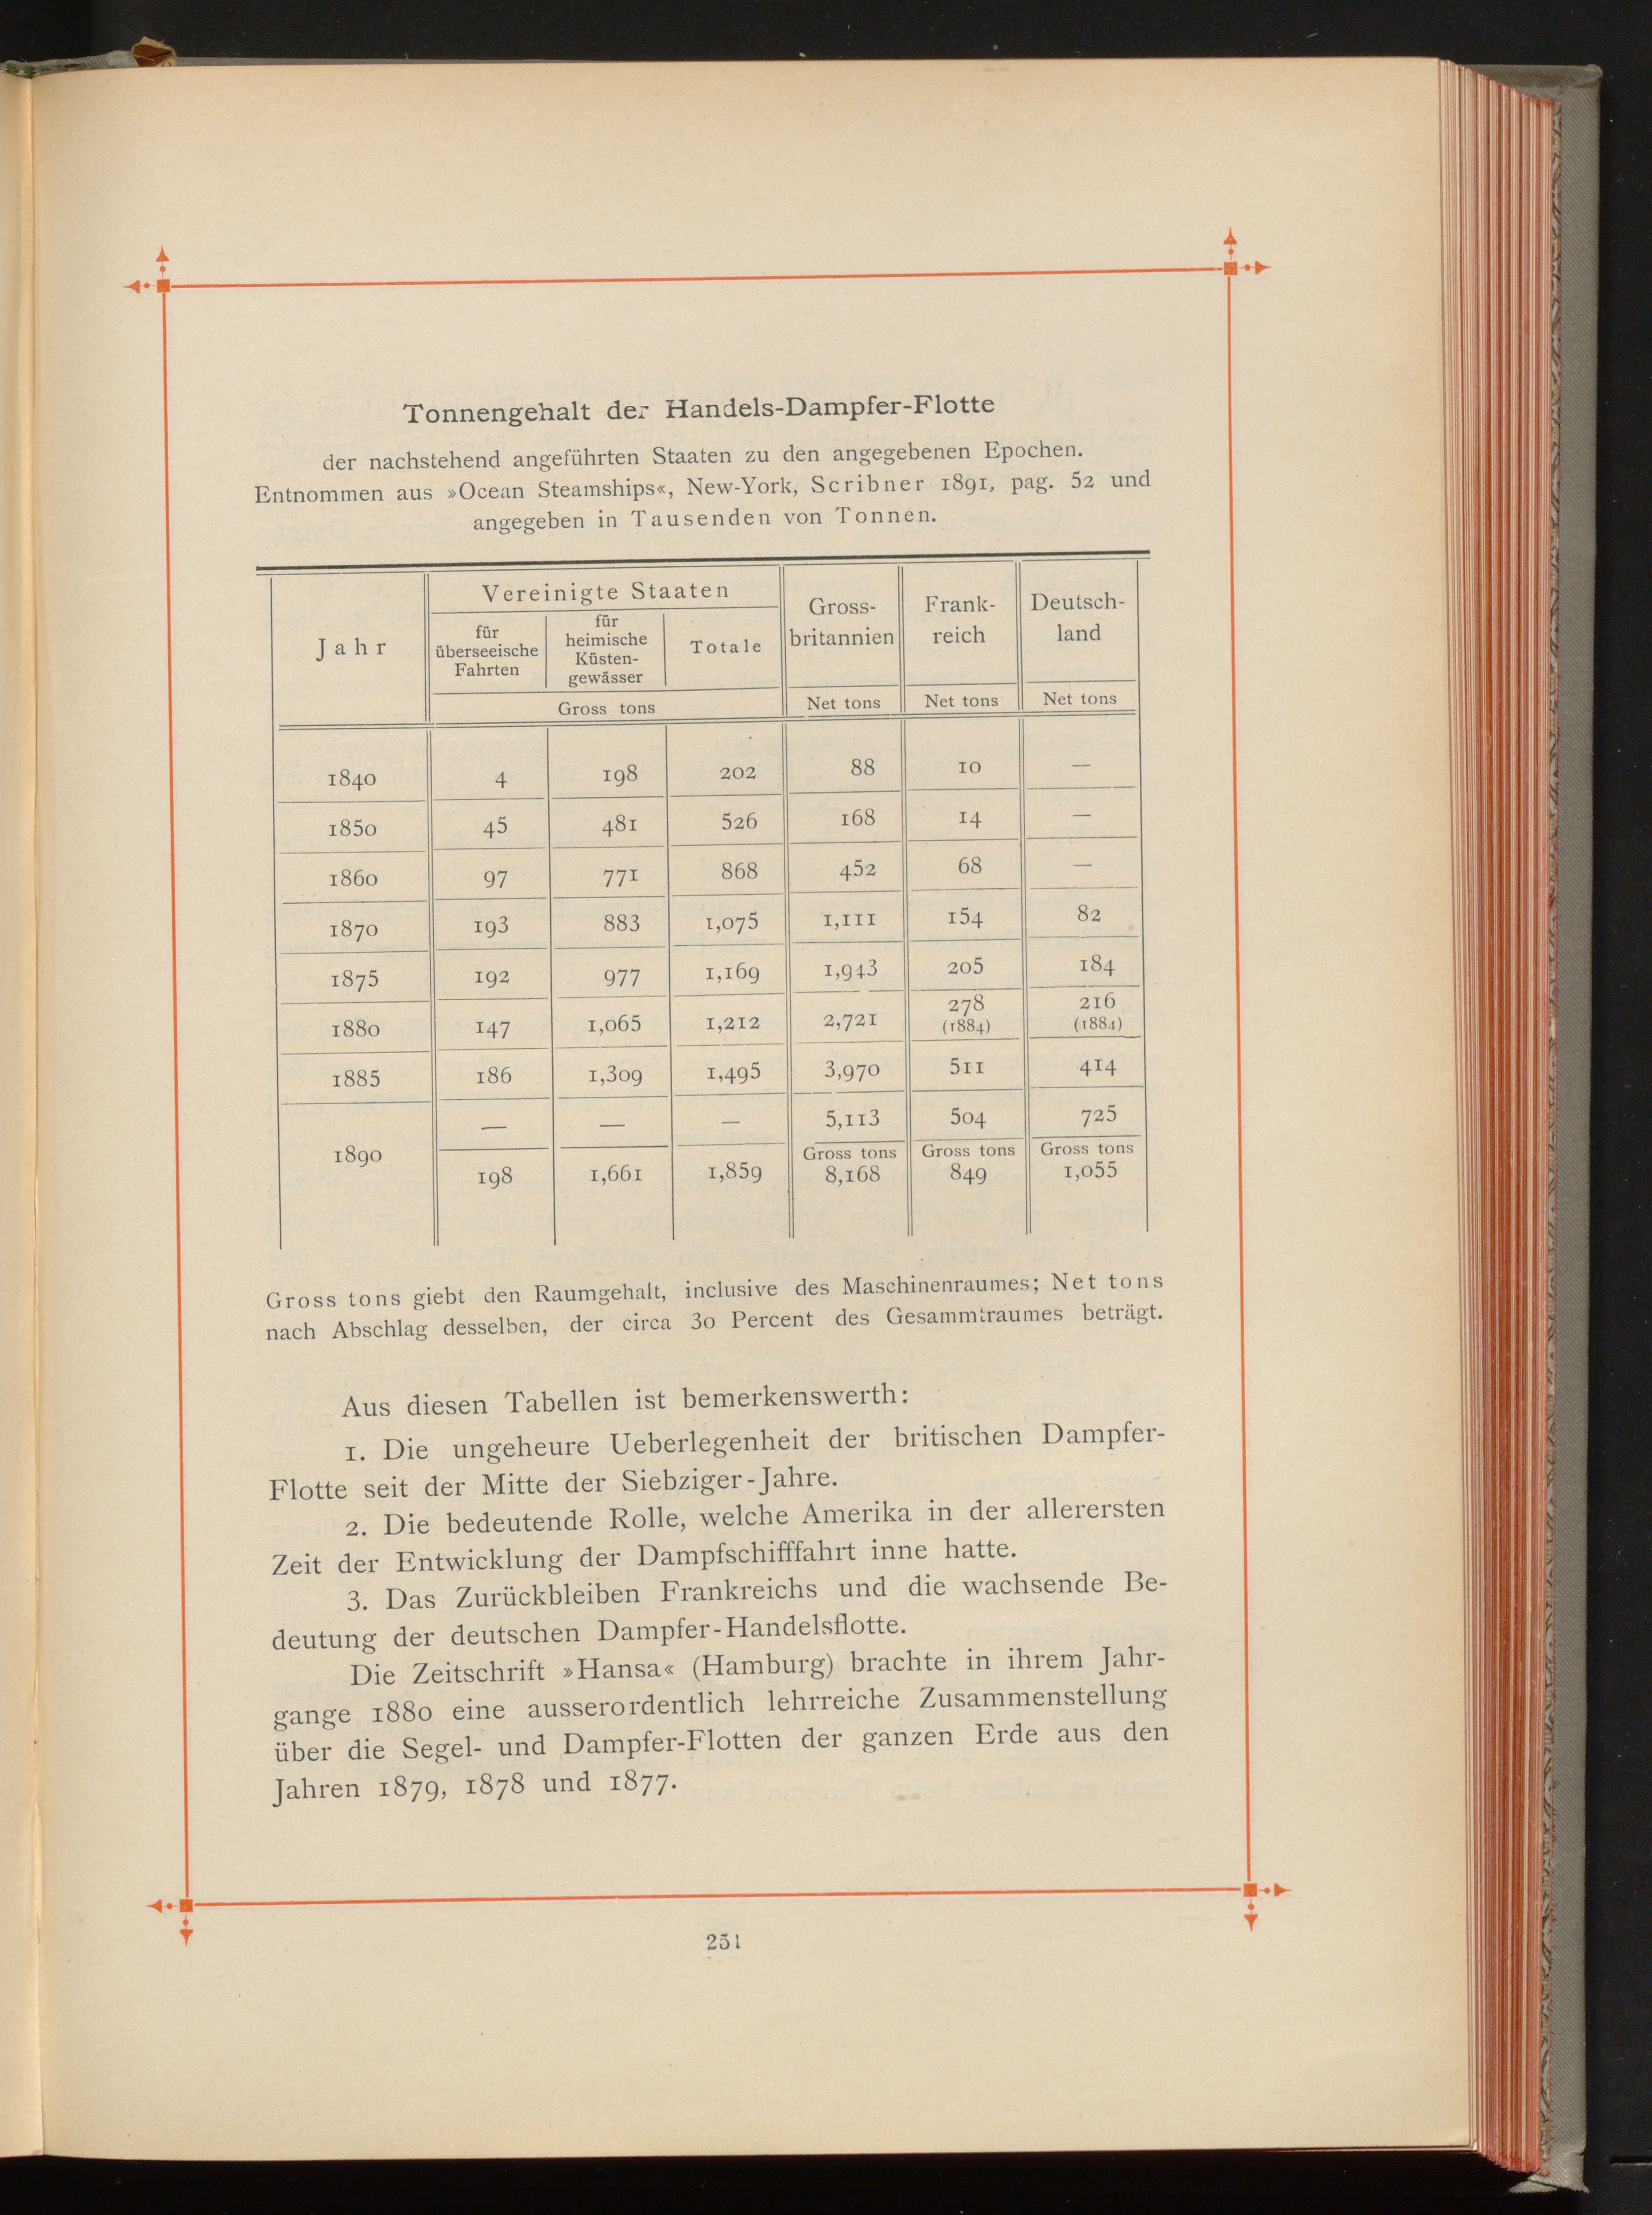 Tonnengehalt der Handels-Dampfer-Flotte
der nachstehend angeführten Staaten zu den angegebenen Epochen.
Entnommen aus »Ocean Steamships«, New-York, Scribner 1891, pag. 52 und
angegeben in Tausenden von Tonnen.
Jahr | Vereinigte Staaten | Gross-britannien | Frank-reich | Deutsch-land
für überseeische Fahrten | für heimische Küsten-gewässer | Totale
Gross tons | Net tons | Net tons | Net tons
1840 | 4 | 198 | 202 | 88 | 10 | —
1850 | 45 | 481 | 526 | 168 | 14 | —
1860 | 97 | 771 | 868 | 452 | 68 | —
1870 | 193 | 883 | 1,075 | 1,111 | 154 | 82
1875 | 192 | 977 | 1,169 | 1,943 | 205 | 184
1880 | 147 | 1,065 | 1,212 | 2,721 | 278 (1884) | 216 (1884)
1885 | 186 | 1,309 | 1,495 | 3,970 | 511 | 414
1890 | — | — | — | 5,113 | 504 | 725
Gross tons | Gross tons | Gross tons
198 | 1,661 | 1,859 | 8,168 | 849 | 1,055
Gross tons giebt den Raumgehalt, inclusive des Maschinenraumes; Net tons
nach Abschlag desselben, der circa 30 Percent des Gesammtraumes beträgt.
Aus diesen Tabellen ist bemerkenswerth:
1. Die ungeheure Ueberlegenheit der britischen Dampfer-
Flotte seit der Mitte der Siebziger-Jahre.
2. Die bedeutende Rolle, welche Amerika in der allerersten
Zeit der Entwicklung der Dampfschifffahrt inne hatte.
3. Das Zurückbleiben Frankreichs und die wachsende Be-
deutung der deutschen Dampfer-Handelsflotte.
Die Zeitschrift »Hansa« (Hamburg) brachte in ihrem Jahr-
gange 1880 eine ausserordentlich lehrreiche Zusammenstellung
über die Segel- und Dampfer-Flotten der ganzen Erde aus den
Jahren 1879, 1878 und 1877.
251